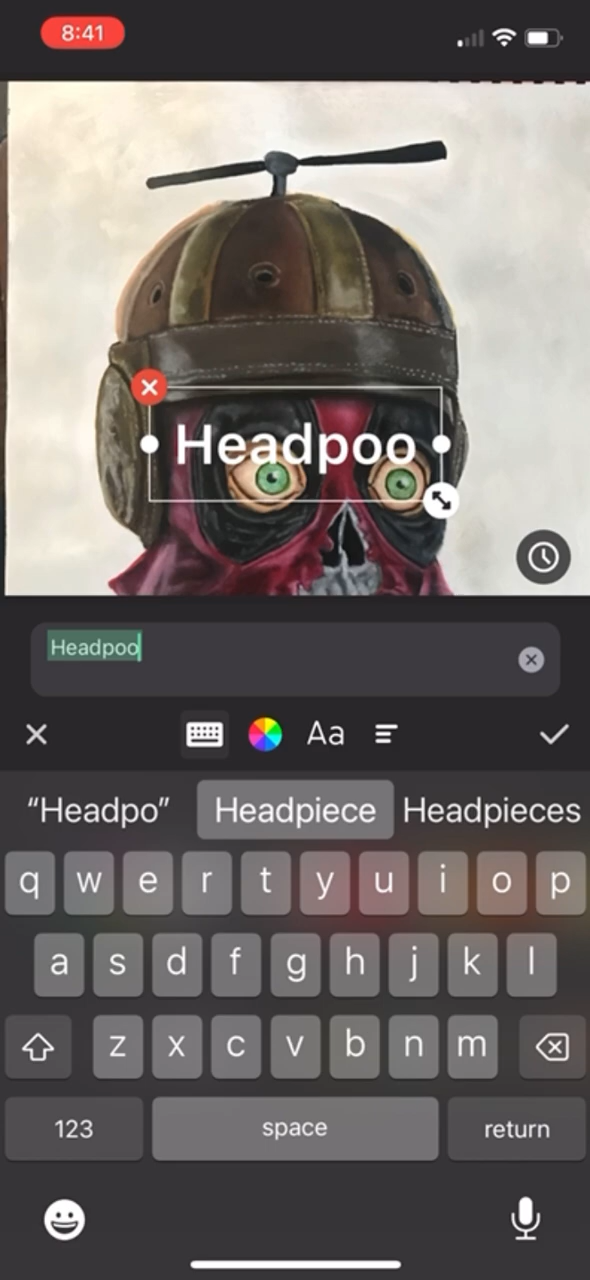 8:41
Headpoo
Headpoo
Aa
“Headpo” Headpiece Headpieces
q w e r t y u i o p
a s d f g h j k l
z x c v b n m
123 space return